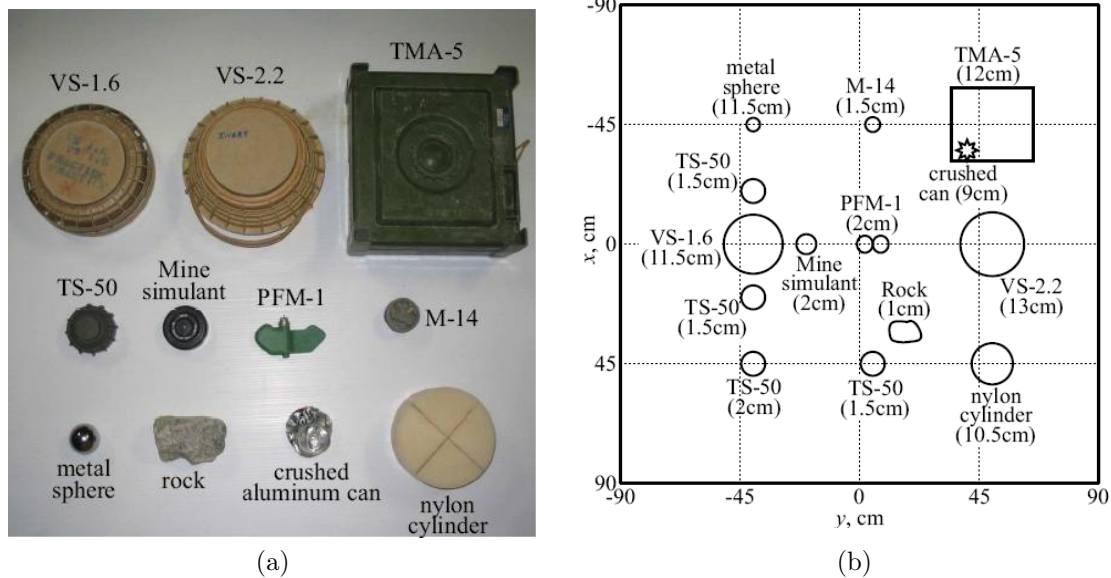 TMA-5
VS-1.6
VS-2.2
TS-50
Mine
simulant
PFM-1
M-14
metal
sphere
rock
crushed
aluminum can
nylon
cylinder
(a)
-90
-45
0
45
90
x, cm
metal
sphere
(11.5cm)
M-14
(1.5cm)
TMA-5
(12cm)
TS-50
(1.5cm)
crushed
can (9cm)
PFM-1
(2cm)
VS-1.6
(11.5cm)
Mine
simulant
(2cm)
VS-2.2
(13cm)
TS-50
(1.5cm)
Rock
(1cm)
TS-50
(2cm)
TS-50
(1.5cm)
nylon
cylinder
(10.5cm)
-90
-45
0
45
90
y, cm
(b)